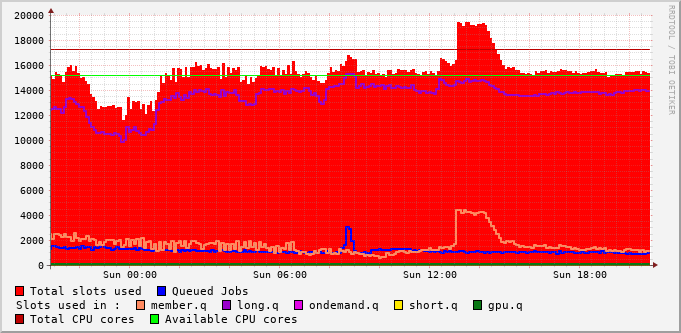 20000
18000
16000
14000
12000
10000
8000
6000
4000
2000
0
Sun 00:00 Sun 06:00 Sun 12:00 Sun 18:00
RRDTOOL / TOBI OETIKER
Total slots used Queued Jobs
Slots used in : member.q long.q ondemand.q short.q gpu.q
Total CPU cores Available CPU cores